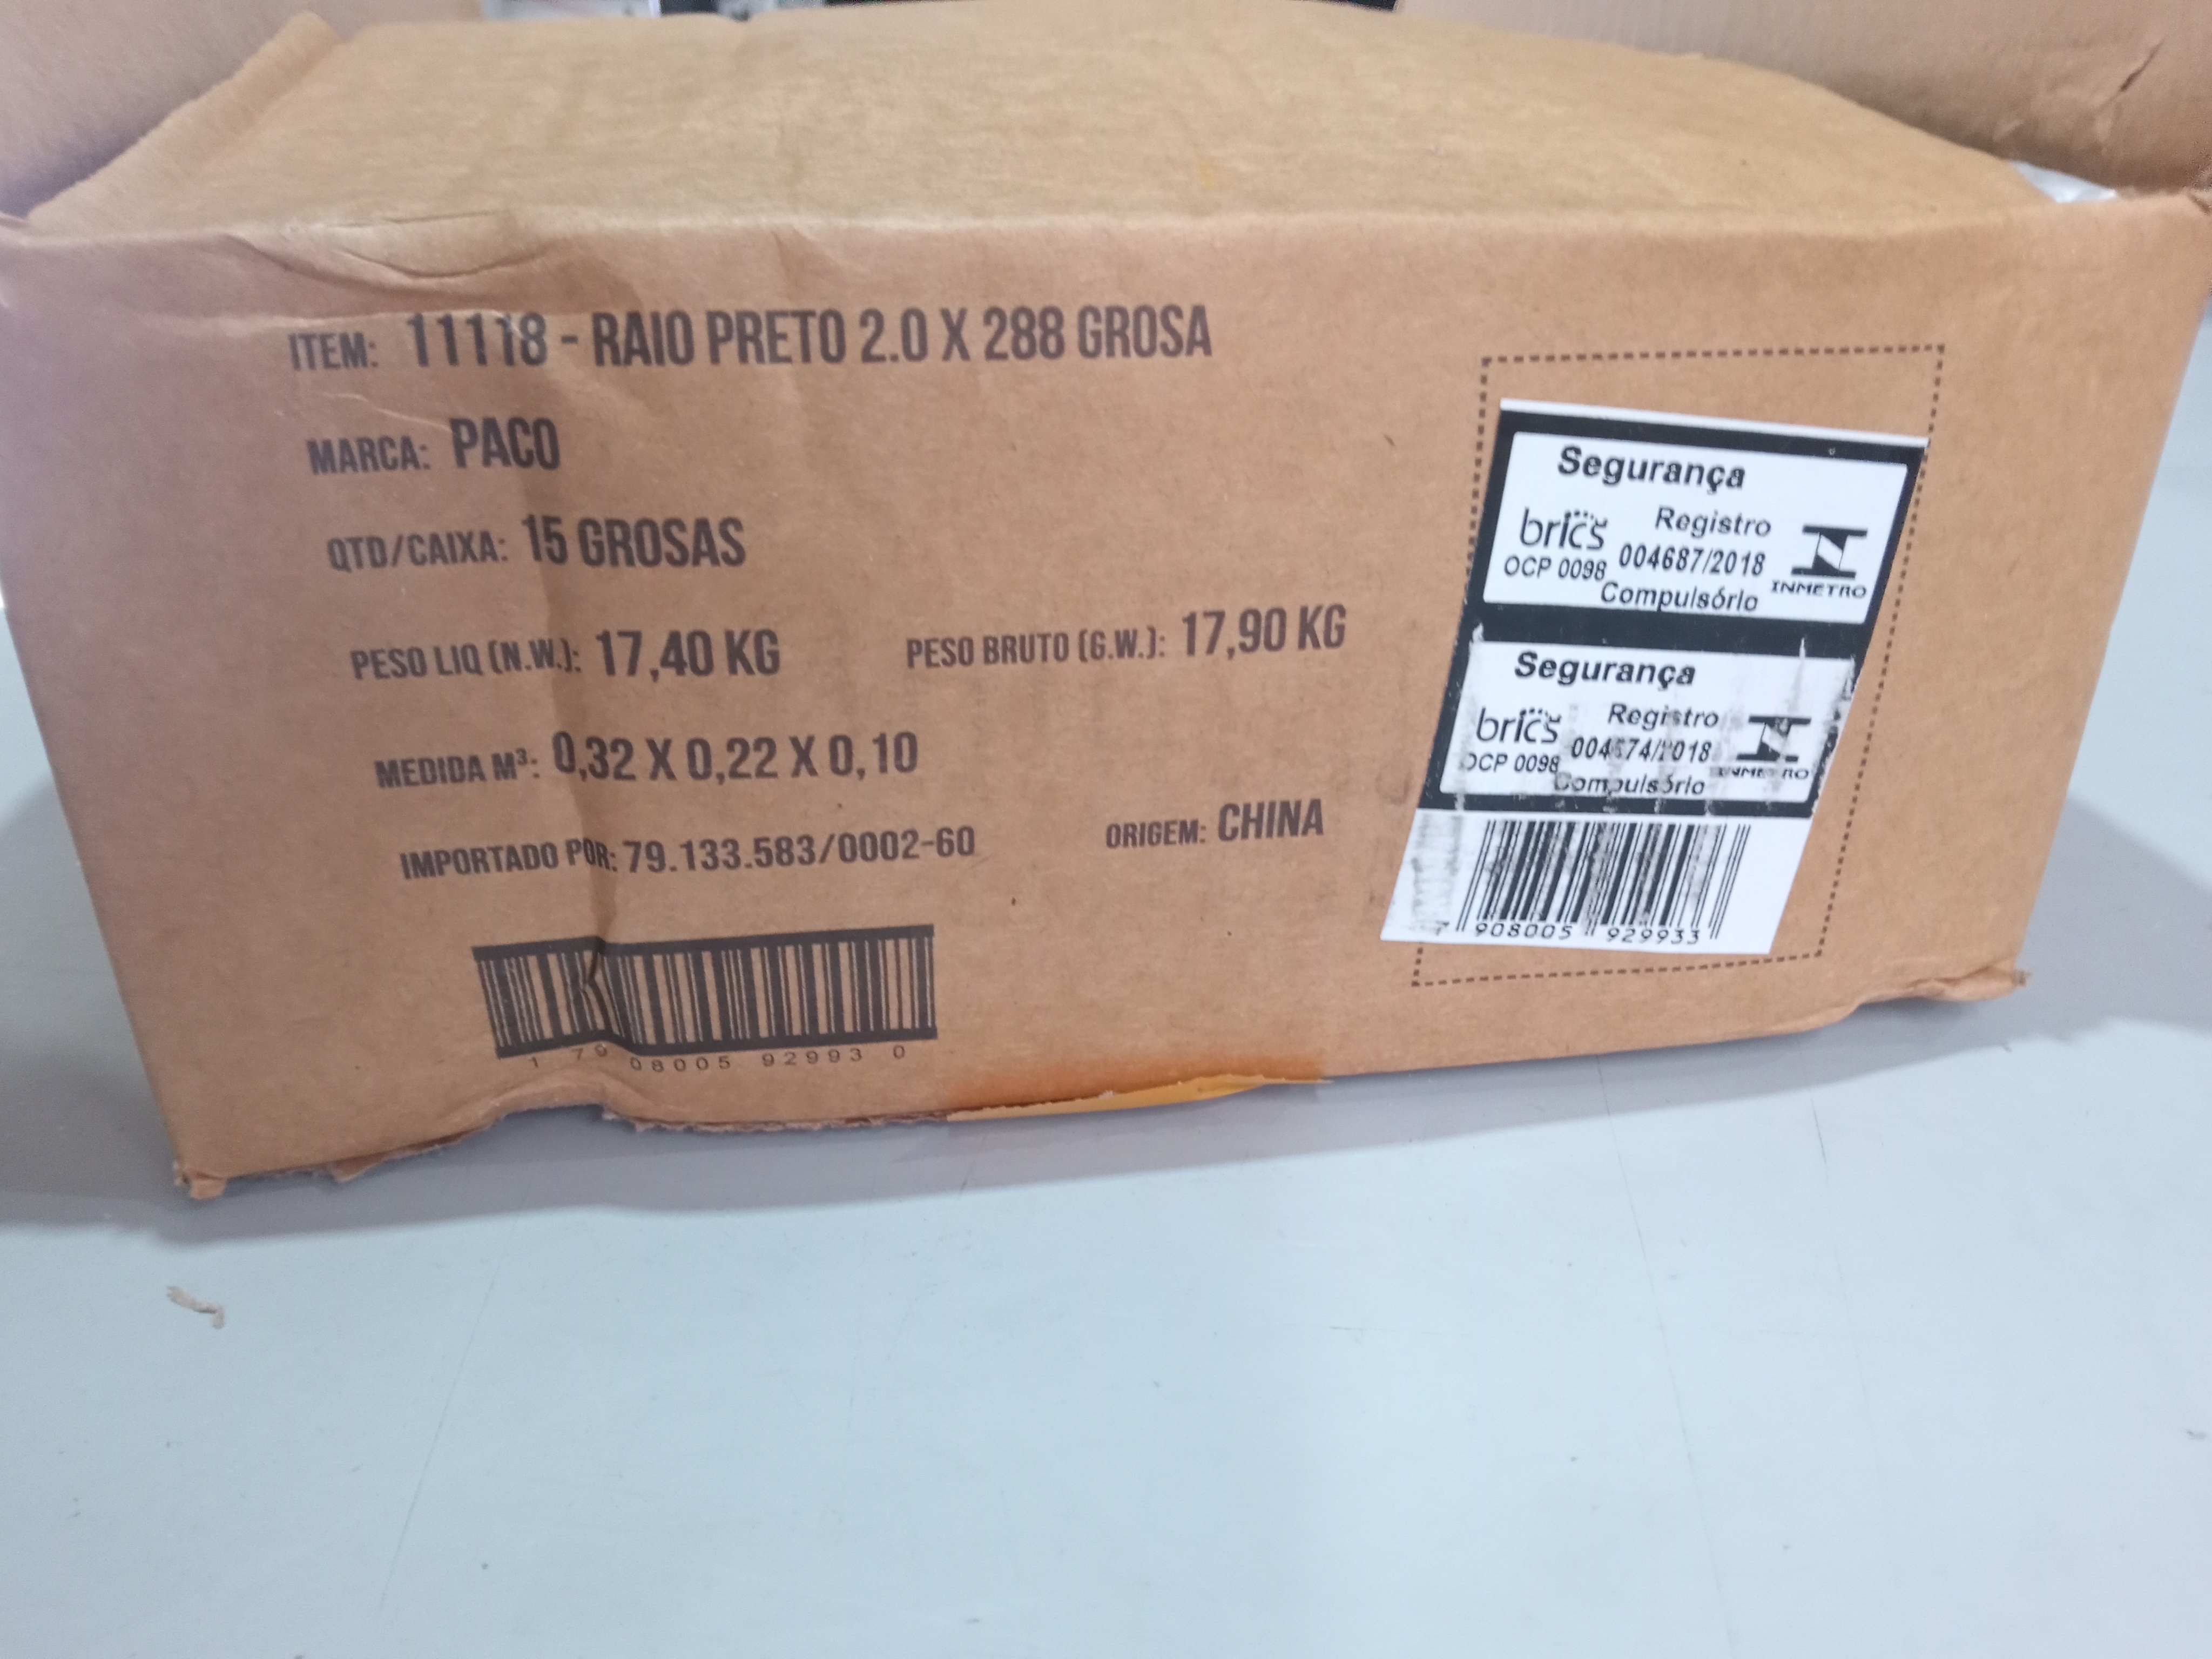 ITEM: 11118 - RAIO PRETO 2.0 X 288 GROSA
MARCA: PACO
QTD/CAIXA: 15 GROSAS
PESO LIQ (N.W.): 17,40 KG PESO BRUTO (G.W.): 17,90 KG
MEDIDA M³: 0,32 X 0,22 X 0,10
IMPORTADO POR: 79.133.583/0002-60 ORIGEM: CHINA
1 79 08005 92993 0
Segurança
brics Registro
OCP 0098 004687/2018
Compulsório INMETRO
Segurança
brics Registro
OCP 0098
Compulsório INMETRO
908005 929933